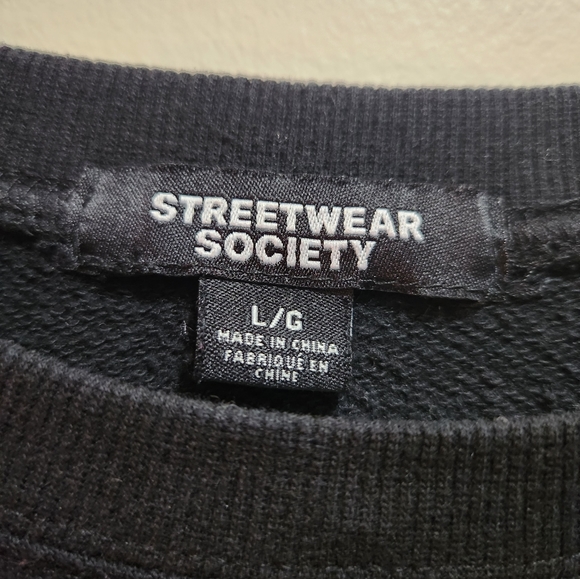 STREETWEAR
SOCIETY
L/G
MADE IN CHINA
FABRIQUÉ EN
CHINE